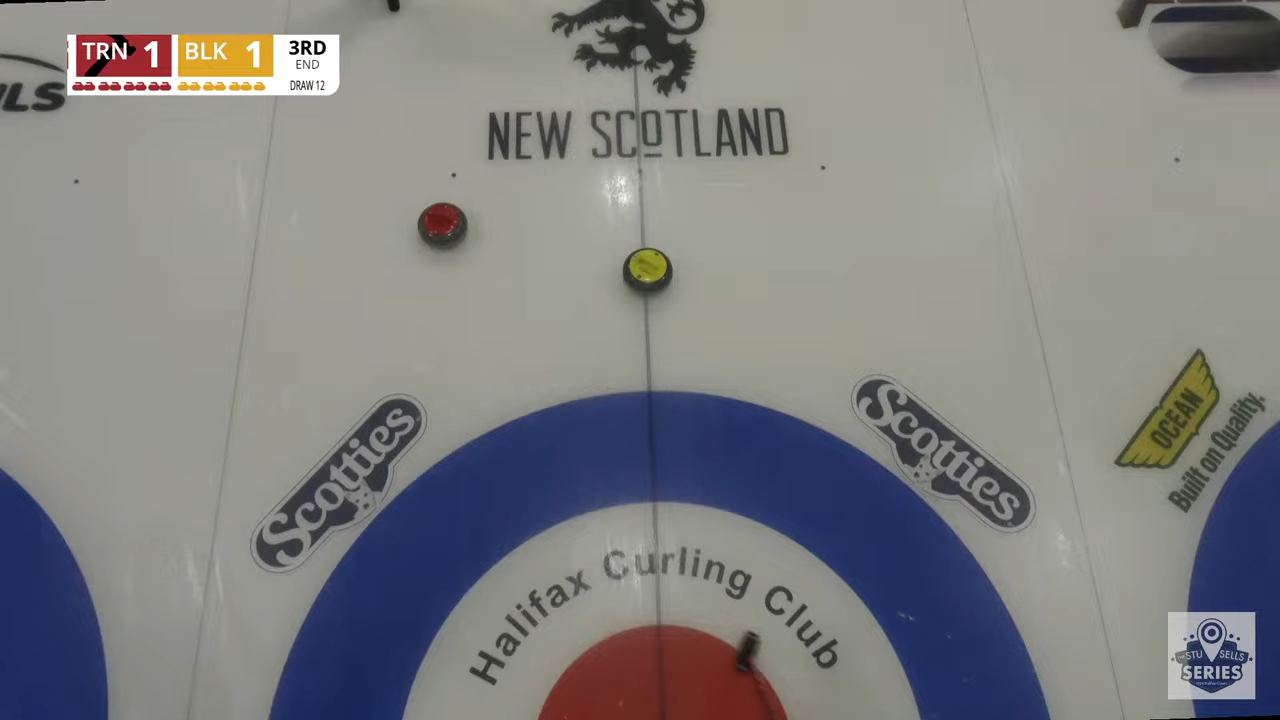 TRN 1 BLK 1 3RD
END
DRAW 12
NEW SCOTLAND
Scotties
Scotties
OCEAN
Built on Quality.
Halifax Curling Club
STU SELLS
SERIES